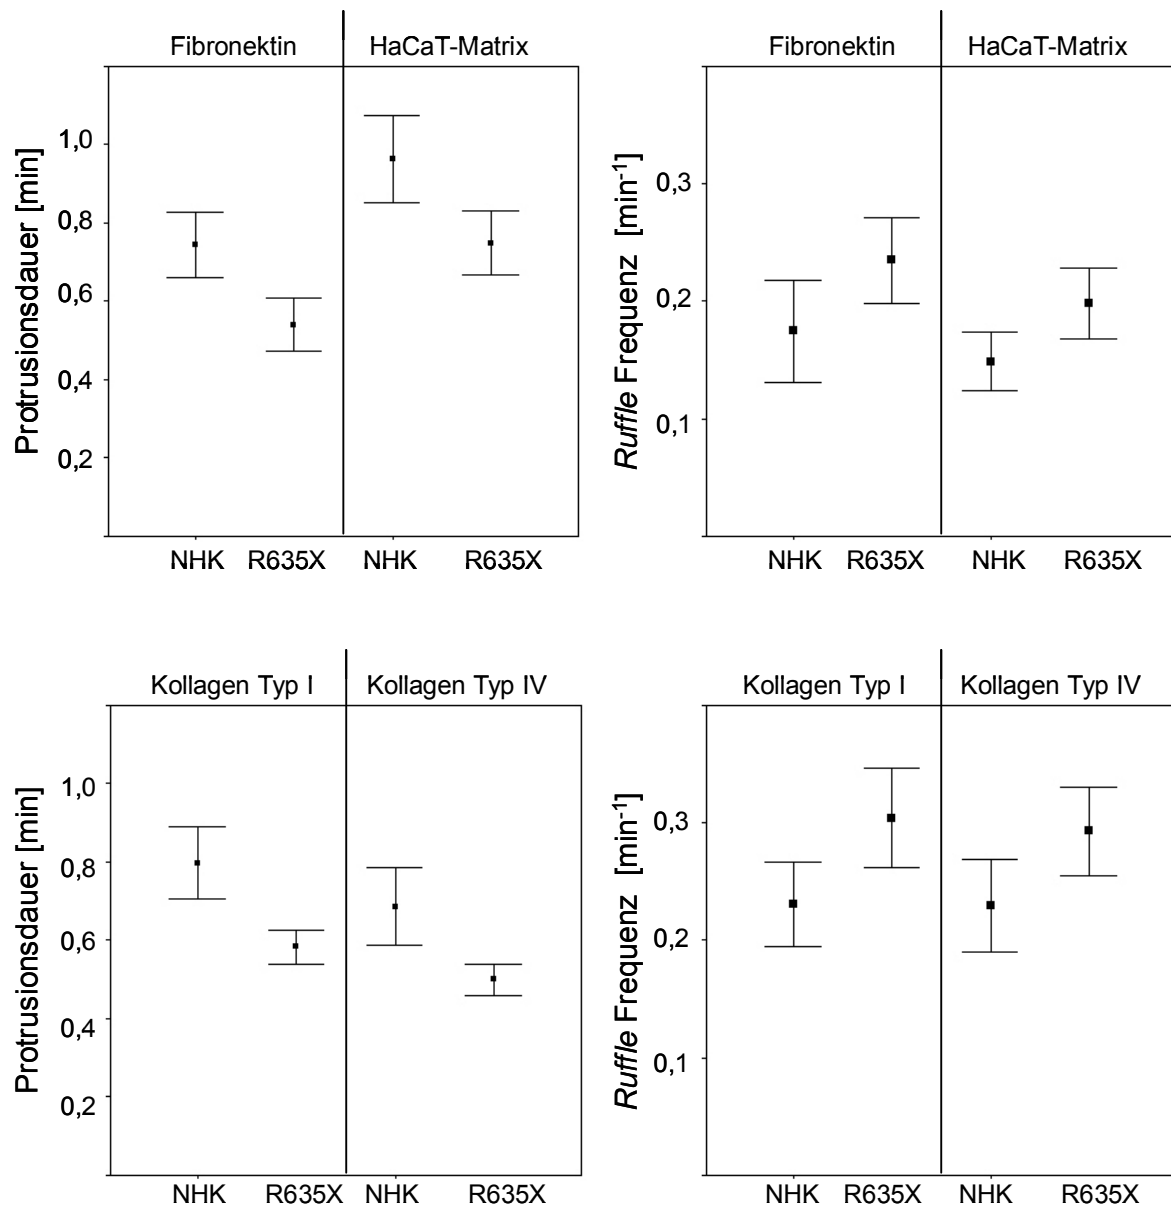 Fibronektin HaCaT-Matrix
Protrusionsdauer [min]
1,0
0,8
0,6
0,4
0,2
NHK R635X NHK R635X
Fibronektin HaCaT-Matrix
Ruffle Frequenz [min-1]
0,3
0,2
0,1
NHK R635X NHK R635X
Kollagen Typ I Kollagen Typ IV
Protrusionsdauer [min]
1,0
0,8
0,6
0,4
0,2
NHK R635X NHK R635X
Kollagen Typ I Kollagen Typ IV
Ruffle Frequenz [min-1]
0,3
0,2
0,1
NHK R635X NHK R635X